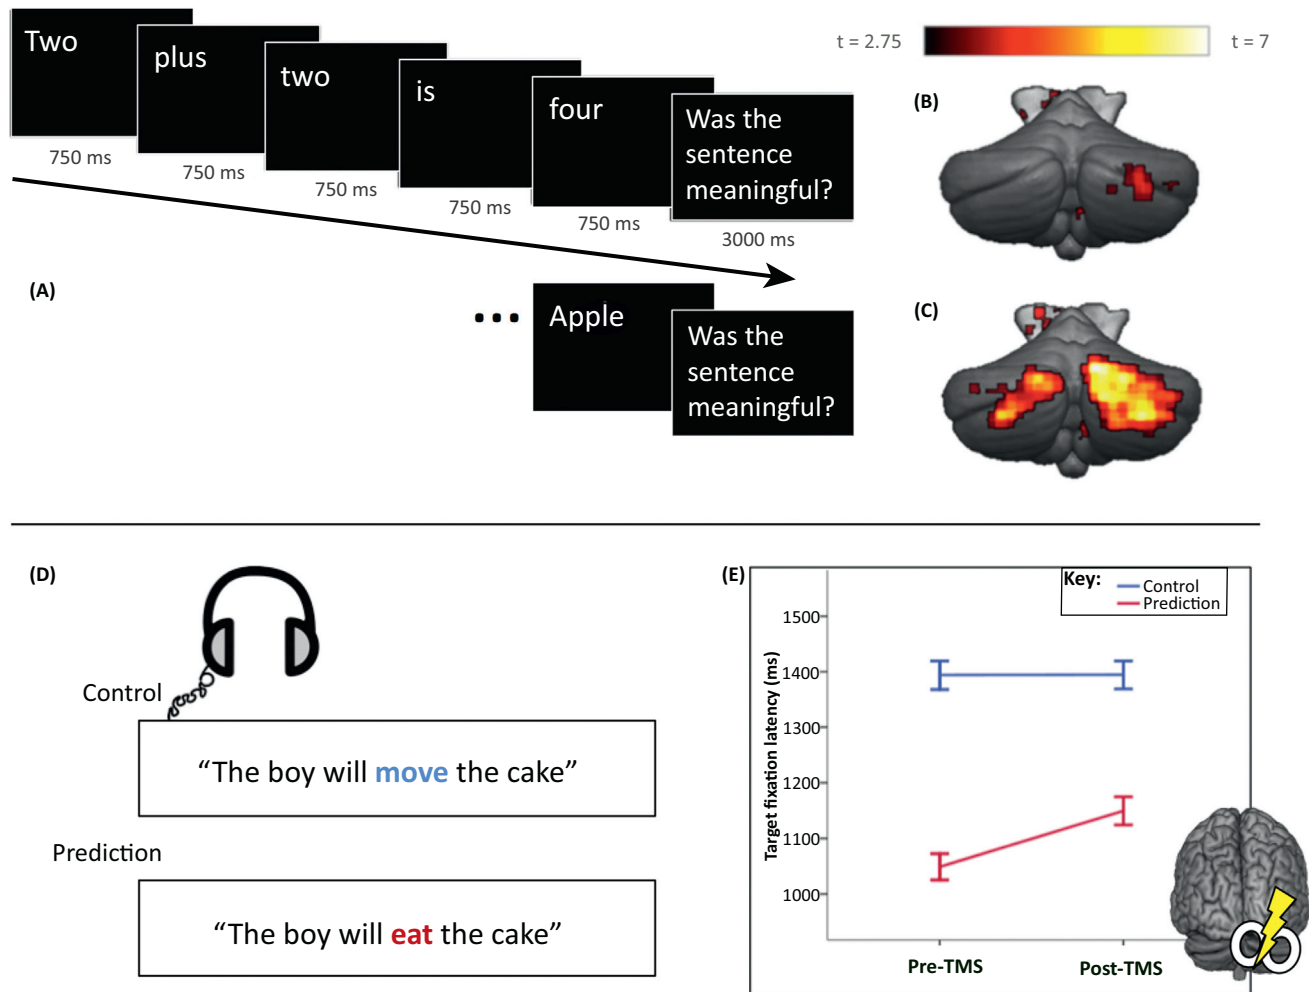 Two
plus
two
is
four
Was the
sentence
meaningful?
750 ms
750 ms
750 ms
750 ms
750 ms
3000 ms
(A)
...
Apple
Was the
sentence
meaningful?
t = 2.75
t = 7
(B)
(C)
(D)
Control
“The boy will move the cake”
Prediction
“The boy will eat the cake”
(E)
Key:
Control
Prediction
Target fixation latency (ms)
1500
1400
1300
1200
1100
1000
Pre-TMS
Post-TMS